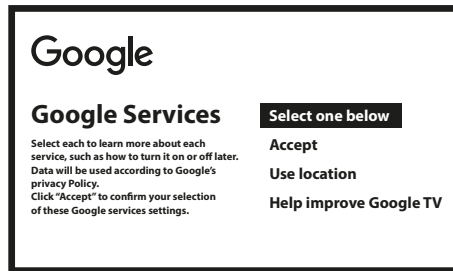 Google
Google Services
Select each to learn more about each
service, such as how to turn it on or off later.
Data will be used according to Google's
privacy Policy.
Click “Accept” to confirm your selection
of these Google services settings.
Select one below
Accept
Use location
Help improve Google TV